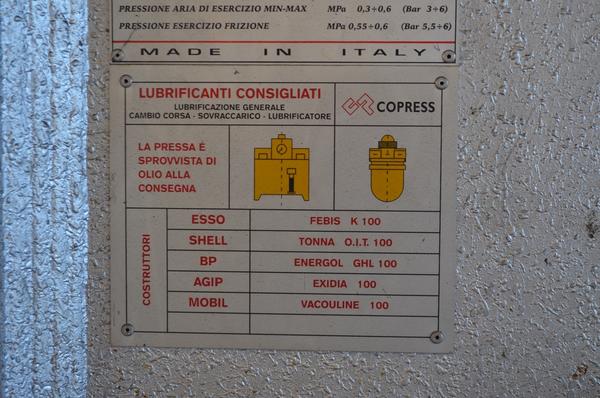 PRESSIONE ARIA DI ESERCIZIO MIN-MAX MPa 0,3÷0,6 (Bar 3÷6)
PRESSIONE ESERCIZIO FRIZIONE MPa 0,55÷0,6 (Bar 5,5÷6)
MADE IN ITALY
LUBRIFICANTI CONSIGLIATI
LUBRIFICAZIONE GENERALE
CAMBIO CORSA - SOVRACCARICO - LUBRIFICATORE
COPRESS
LA PRESSA È
SPROVVISTA DI
OLIO ALLA
CONSEGNA
COSTRUTTORI
ESSO FEBIS K 100
SHELL TONNA O.I.T. 100
BP ENERGOL GHL 100
AGIP EXIDIA 100
MOBIL VACOULINE 100